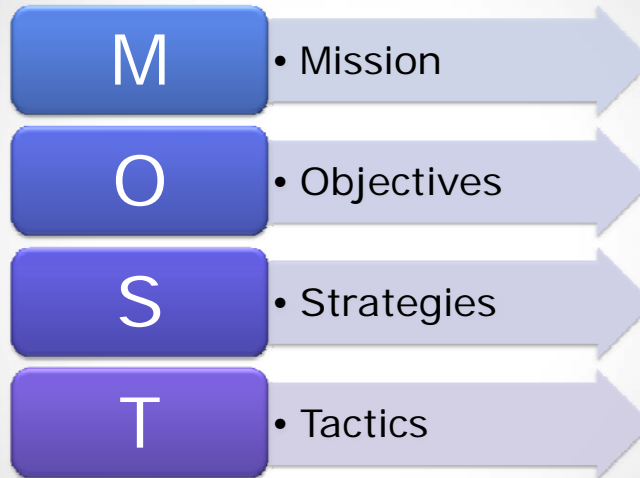 M
• Mission
O
• Objectives
S
• Strategies
T
• Tactics